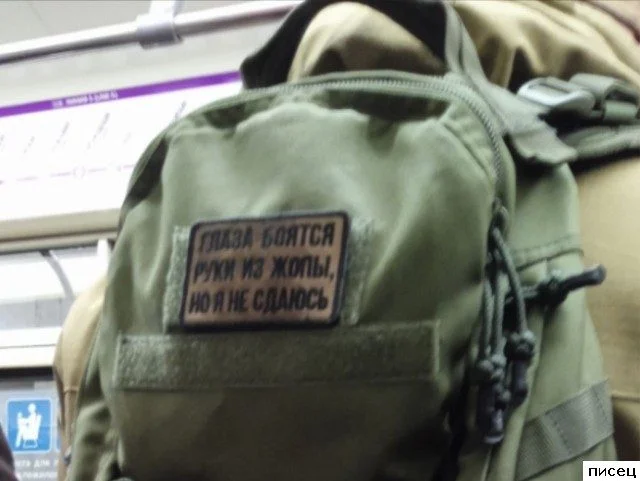 ГЛАЗА БОЯТСЯ
РУКИ ИЗ ЖОПЫ,
НО Я НЕ СДАЮСЬ
писец